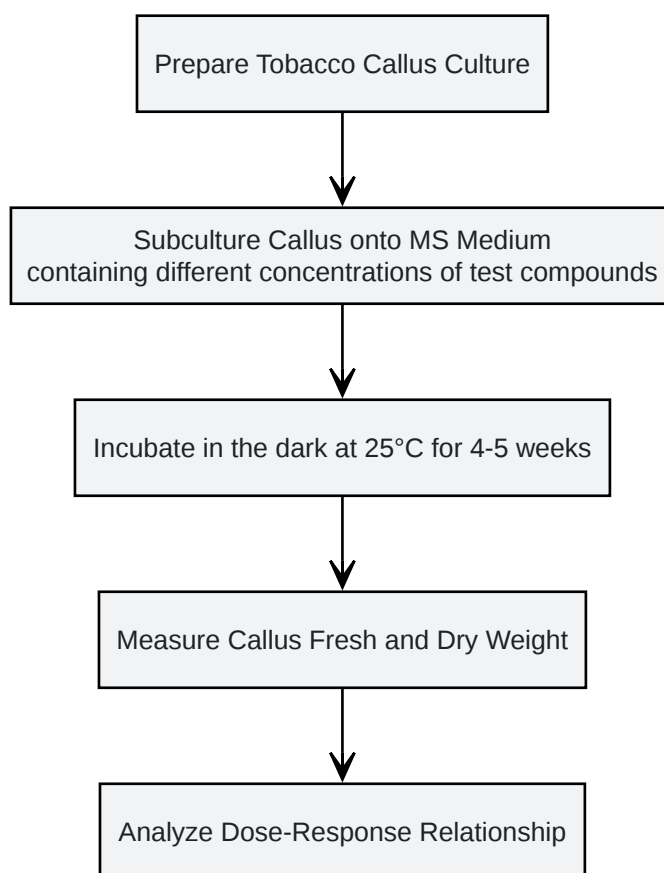 Prepare Tobacco Callus Culture
Subculture Callus onto MS Medium
containing different concentrations of test compounds
Incubate in the dark at 25°C for 4-5 weeks
Measure Callus Fresh and Dry Weight
Analyze Dose-Response Relationship